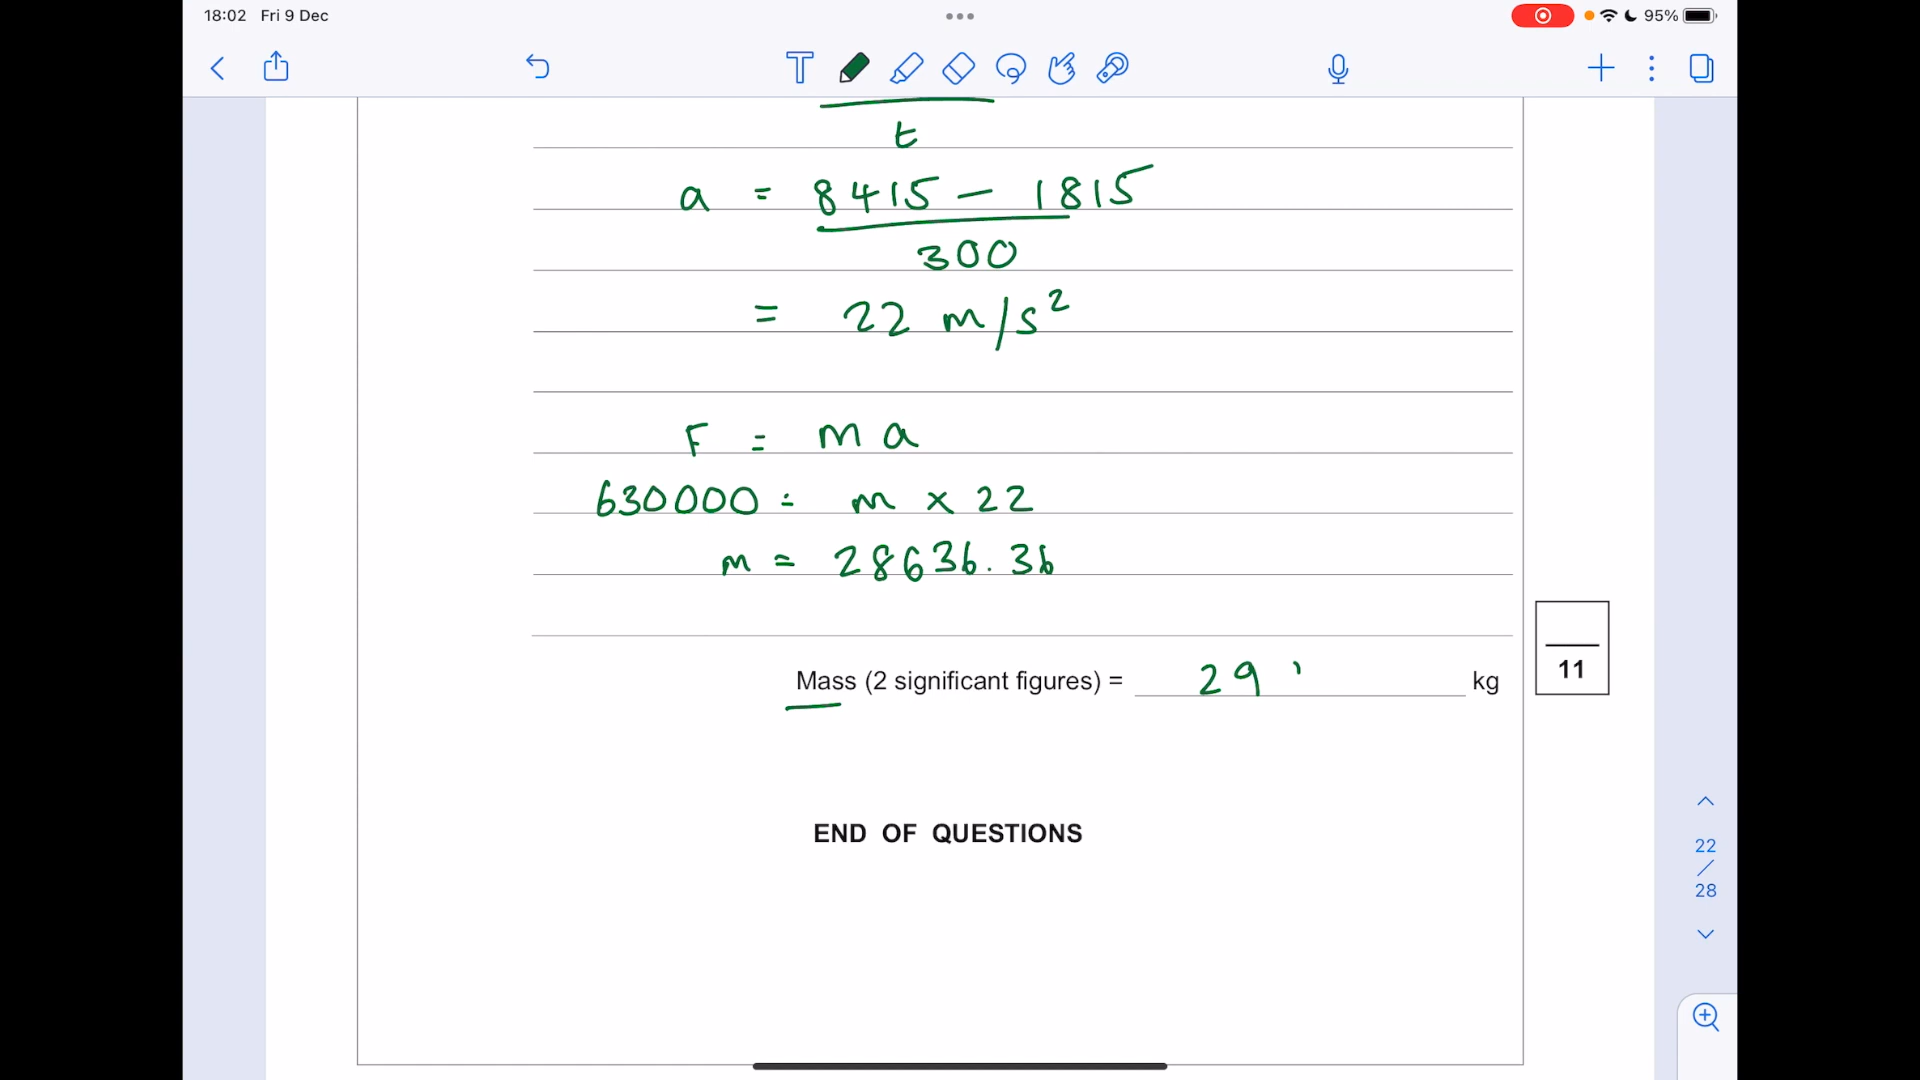 18:02 Fri 9 Dec
95%
t
a = 8415 - 1815
300
= 22 m/s²
F = ma
630000 = m × 22
m = 28636.36
Mass (2 significant figures) = 29 kg
11
END OF QUESTIONS
22
/
28